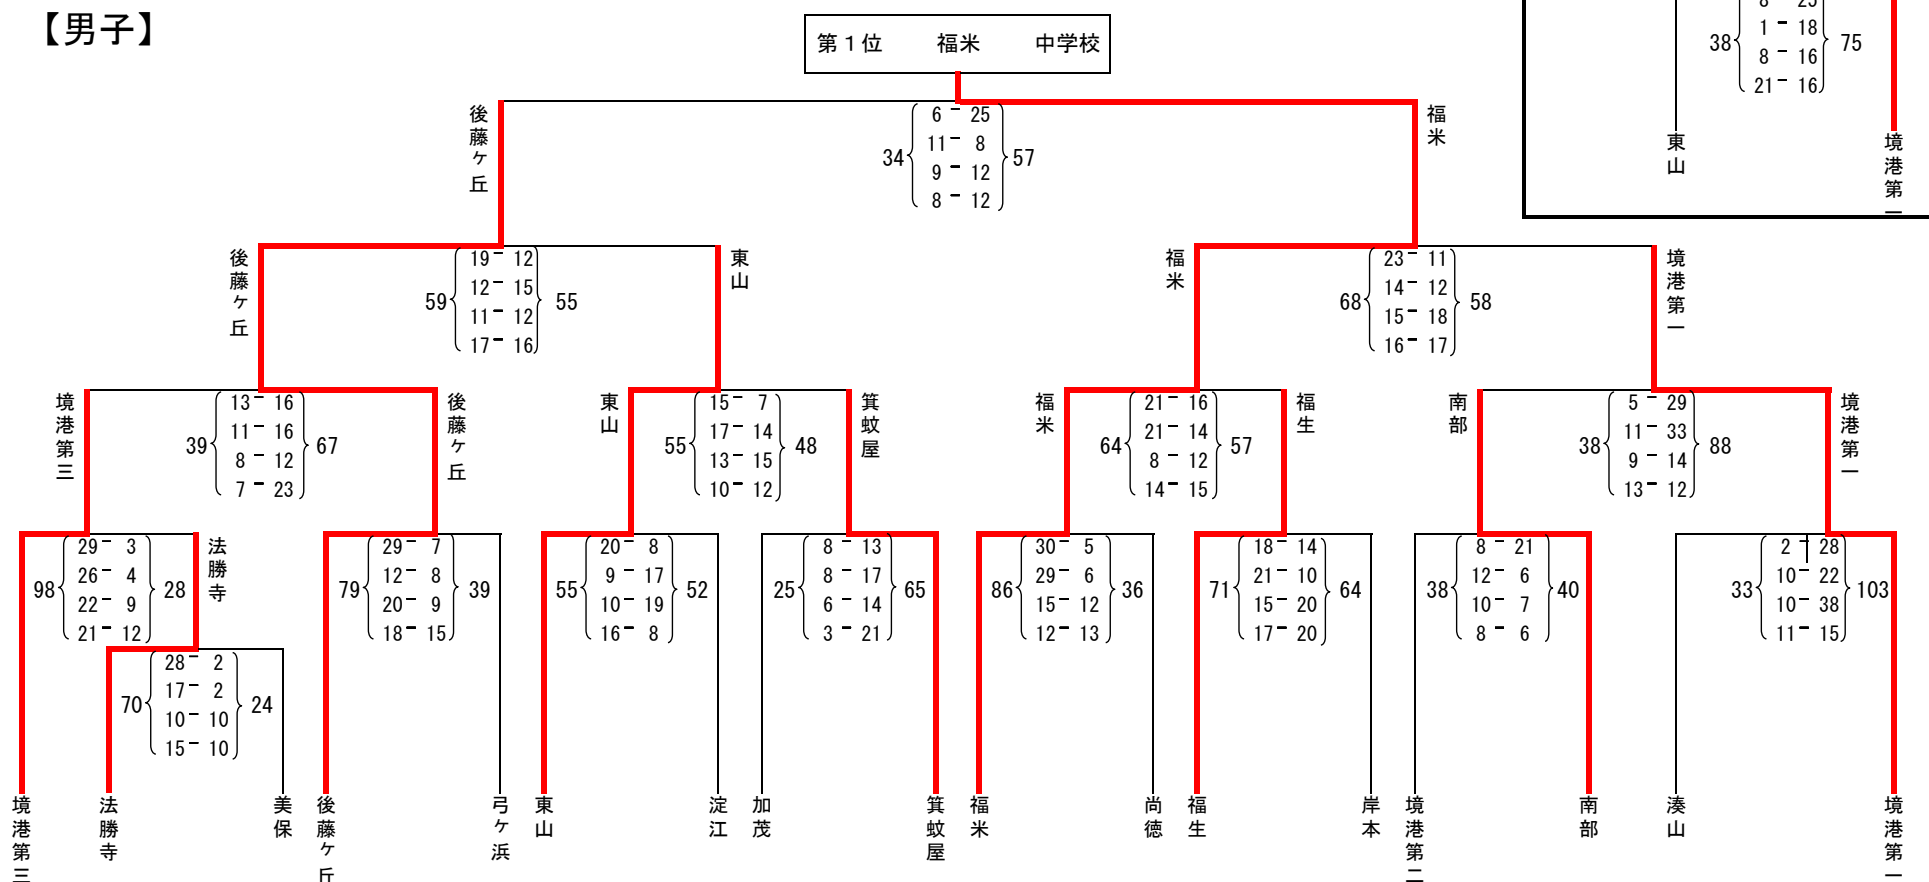 【男子】
第１位 福米 中学校
8 － 25
1 － 18
38 75
8 － 16
21 － 16
東山
境港第一
後藤ヶ丘
6 － 25
11 － 8
34 57
9 － 12
8 － 12
福米
後藤ヶ丘
19 － 12
12 － 15
59 55
11 － 12
17 － 16
東山
福米
23 － 11
14 － 12
68 58
15 － 18
16 － 17
境港第一
境港第三
13 － 16
11 － 16
39 67
8 － 12
7 － 23
後藤ヶ丘
東山
15 － 7
17 － 14
55 48
13 － 15
10 － 12
箕蚊屋
福米
21 － 16
21 － 14
64 57
8 － 12
14 － 15
福生
南部
5 － 29
11 － 33
38 88
9 － 14
13 － 12
境港第一
29 － 3
26 － 4
98 28
22 － 9
21 － 12
法勝寺
29 － 7
12 － 8
79 39
20 － 9
18 － 15
20 － 8
9 － 17
55 52
10 － 19
16 － 8
8 － 13
8 － 17
25 65
6 － 14
3 － 21
30 － 5
29 － 6
86 36
15 － 12
12 － 13
18 － 14
21 － 10
71 64
15 － 20
17 － 20
8 － 21
12 － 6
38 40
10 － 7
8 － 6
2 － 28
10 － 22
33 103
10 － 38
11 － 15
28 － 2
17 － 2
70 24
10 － 10
15 － 10
境港第三
法勝寺
美保
後藤ヶ丘
弓ヶ浜
東山
淀江
加茂
箕蚊屋
福米
尚徳
福生
岸本
境港第二
南部
湊山
境港第一